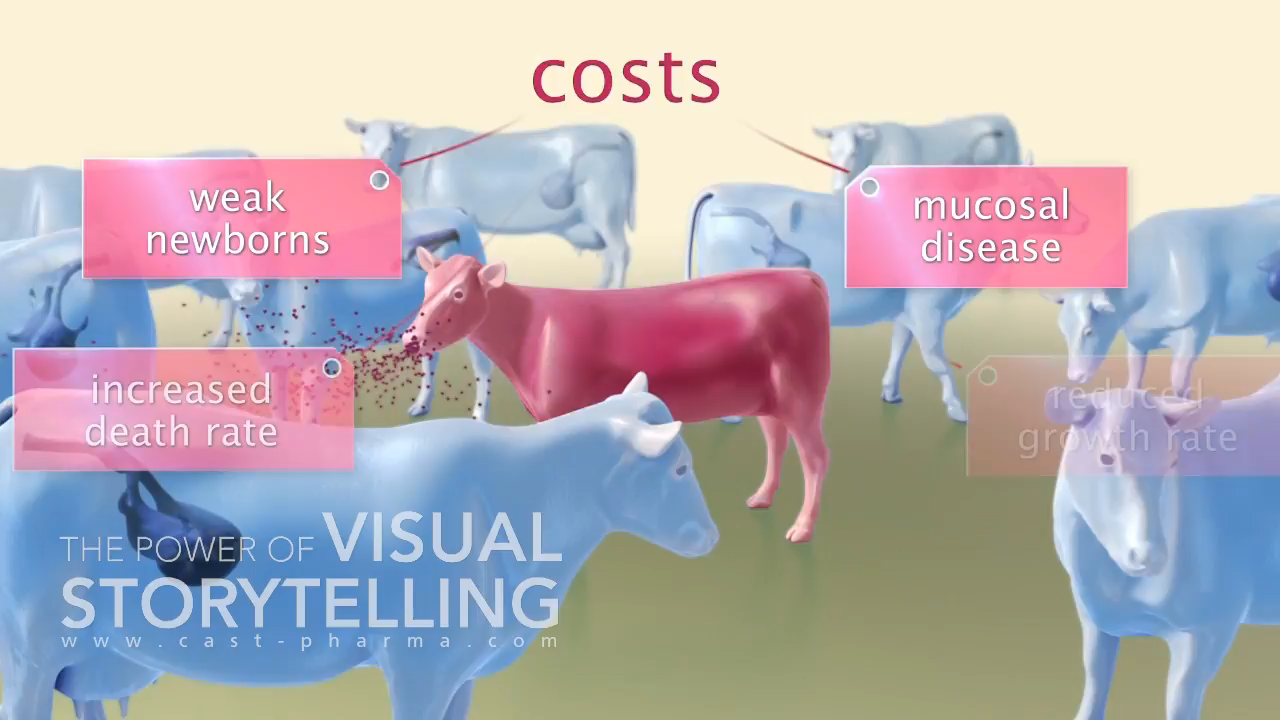 costs
weak
newborns
mucosal
disease
increased
death rate
reduced
growth rate
THE POWER OF VISUAL
STORYTELLING
www.cast-pharma.com